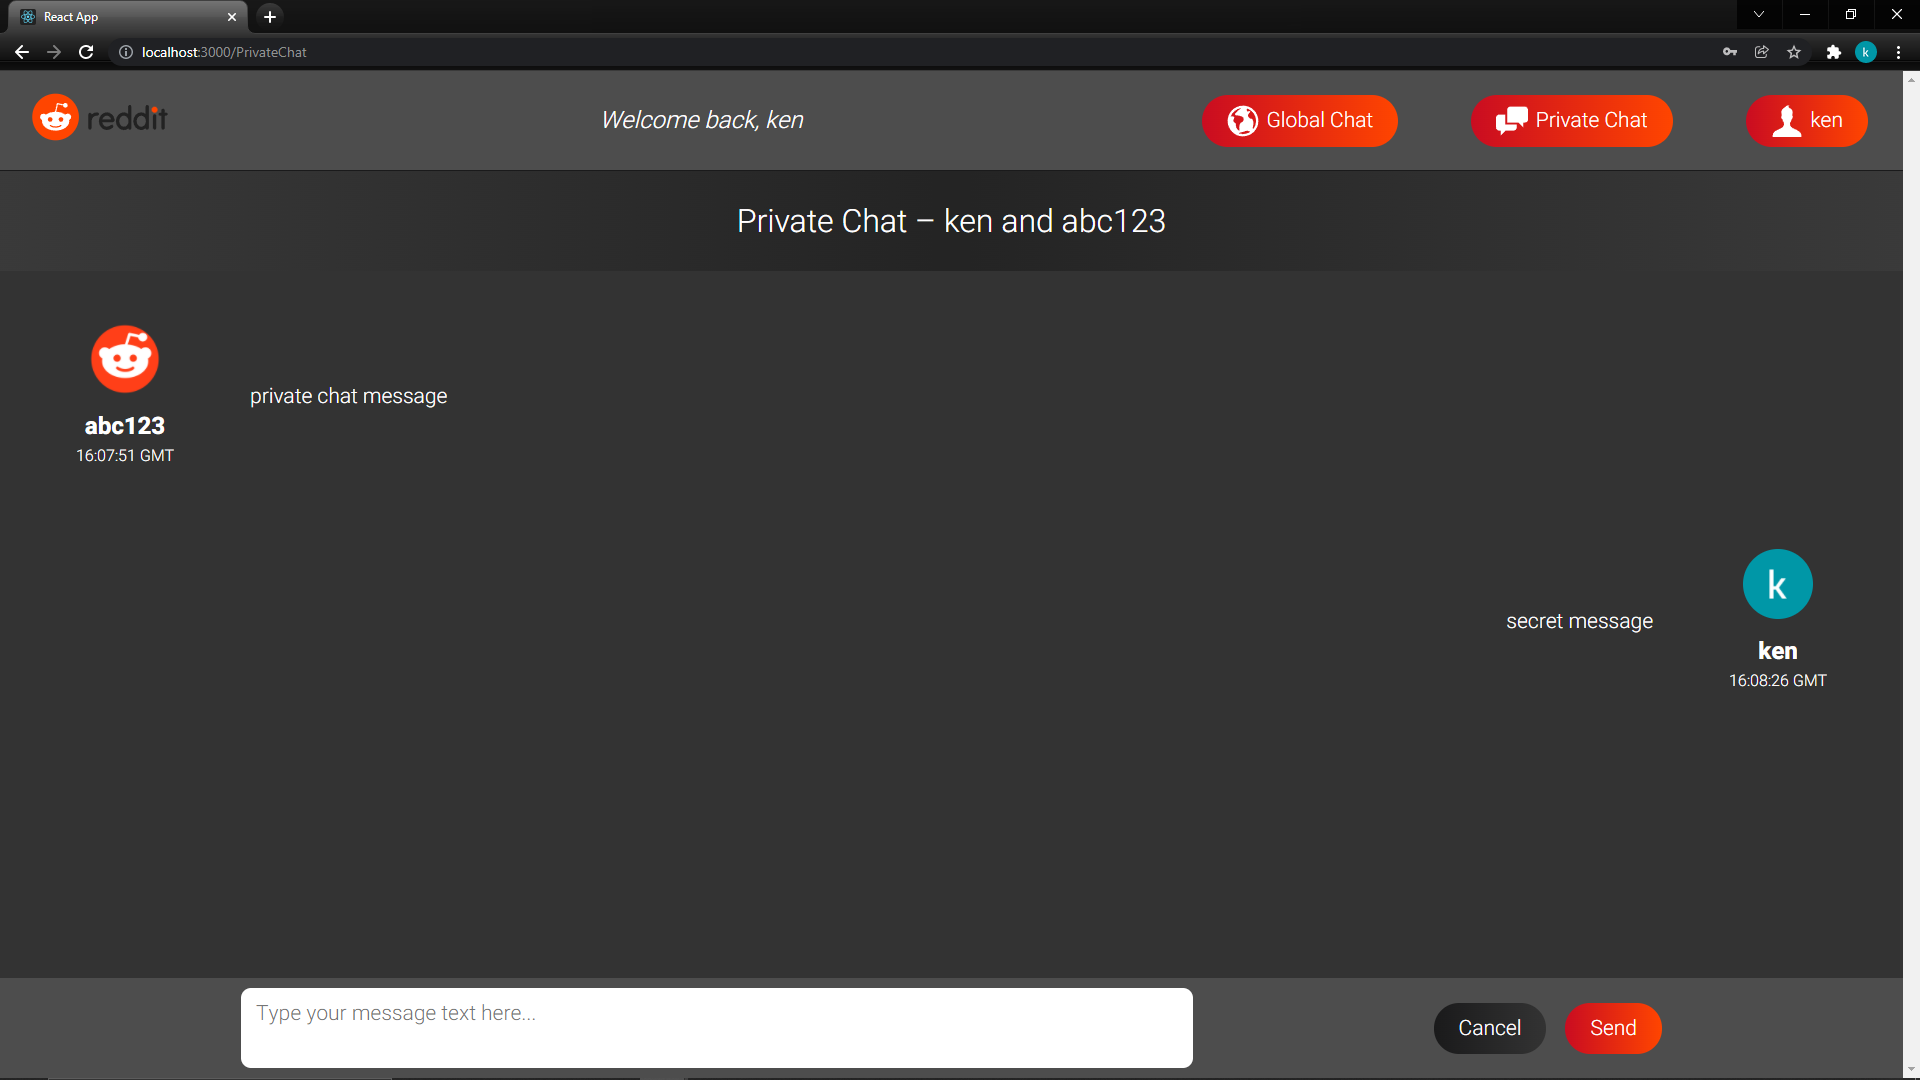 React App
localhost:3000/PrivateChat
k
reddit
Welcome back, ken
Global Chat
Private Chat
ken
Private Chat – ken and abc123
private chat message
abc123
16:07:51 GMT
k
secret message
ken
16:08:26 GMT
Type your message text here...
Cancel
Send